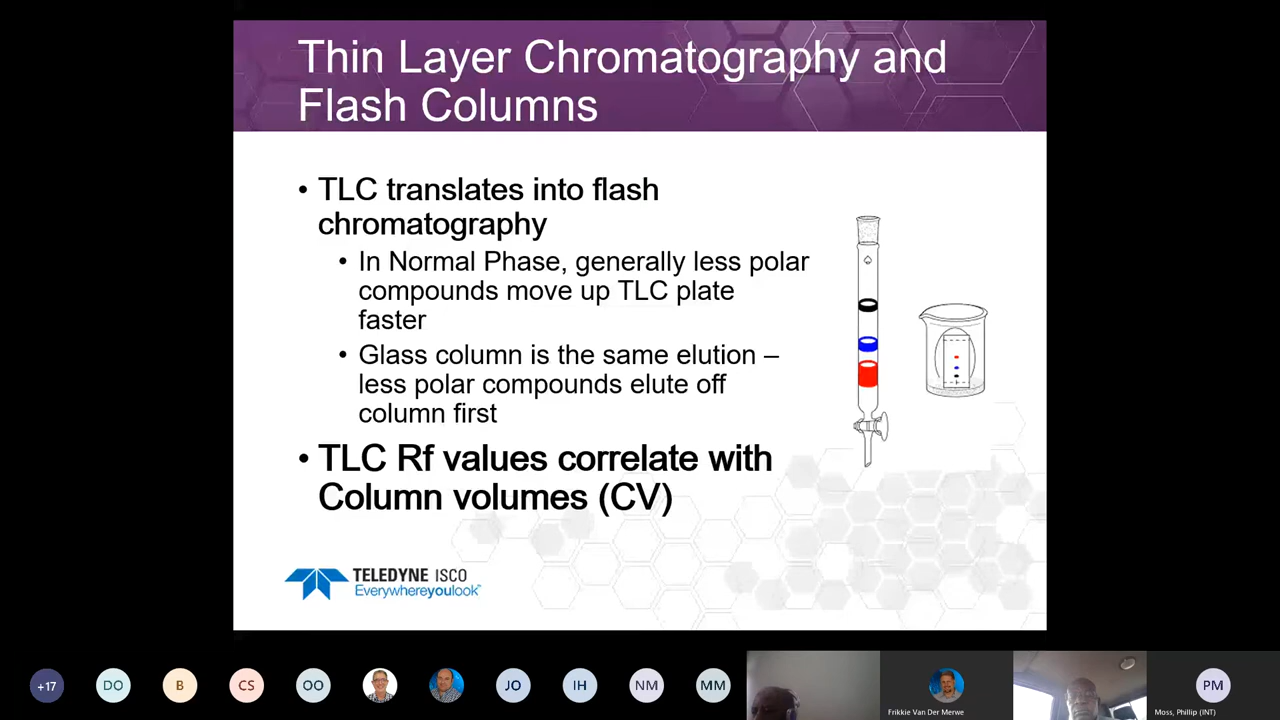 Thin Layer Chromatography and
Flash Columns
• TLC translates into flash
chromatography
• In Normal Phase, generally less polar
compounds move up TLC plate
faster
• Glass column is the same elution –
less polar compounds elute off
column first
• TLC Rf values correlate with
Column volumes (CV)
TELEDYNE ISCO
Everywhereyoulook™
+17
DO
B
CS
OO
JO
IH
NM
MM
Frikkie Van Der Merwe
PM
Moss, Phillip (INT)